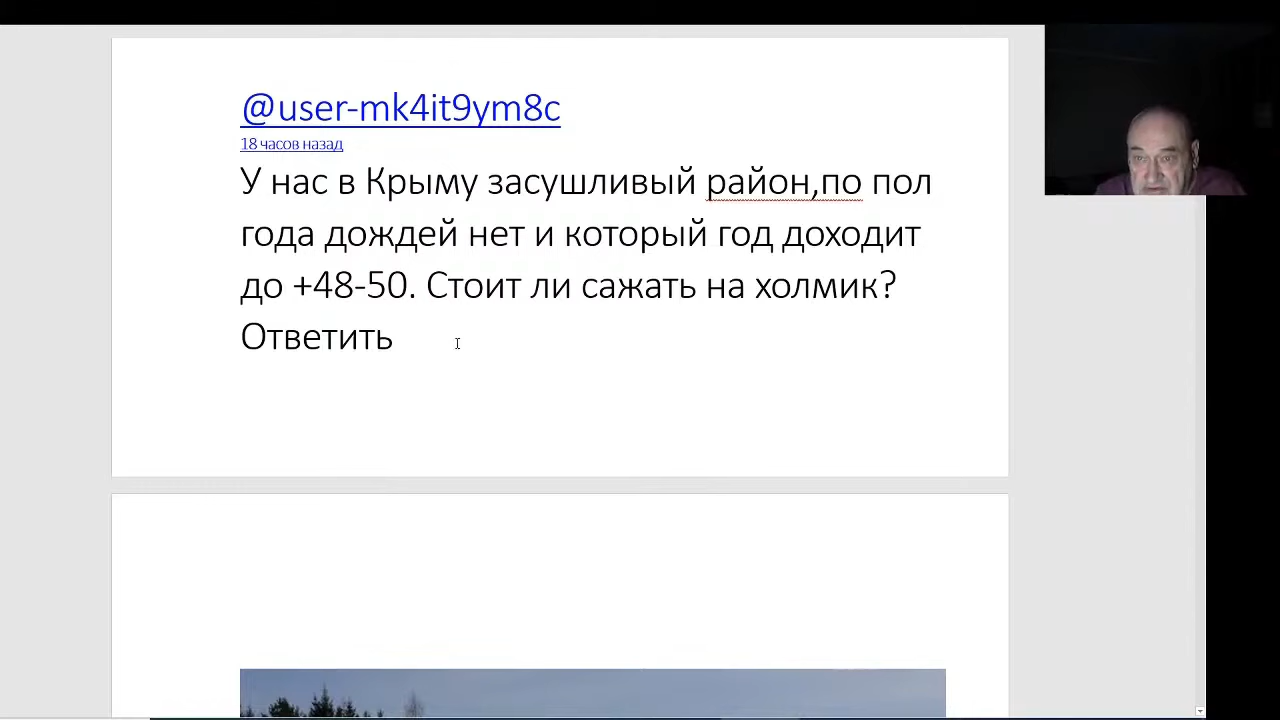 @user-mk4it9ym8c
18 часов назад
У нас в Крыму засушливый район,по пол
года дождей нет и который год доходит
до +48-50. Стоит ли сажать на холмик?
Ответить